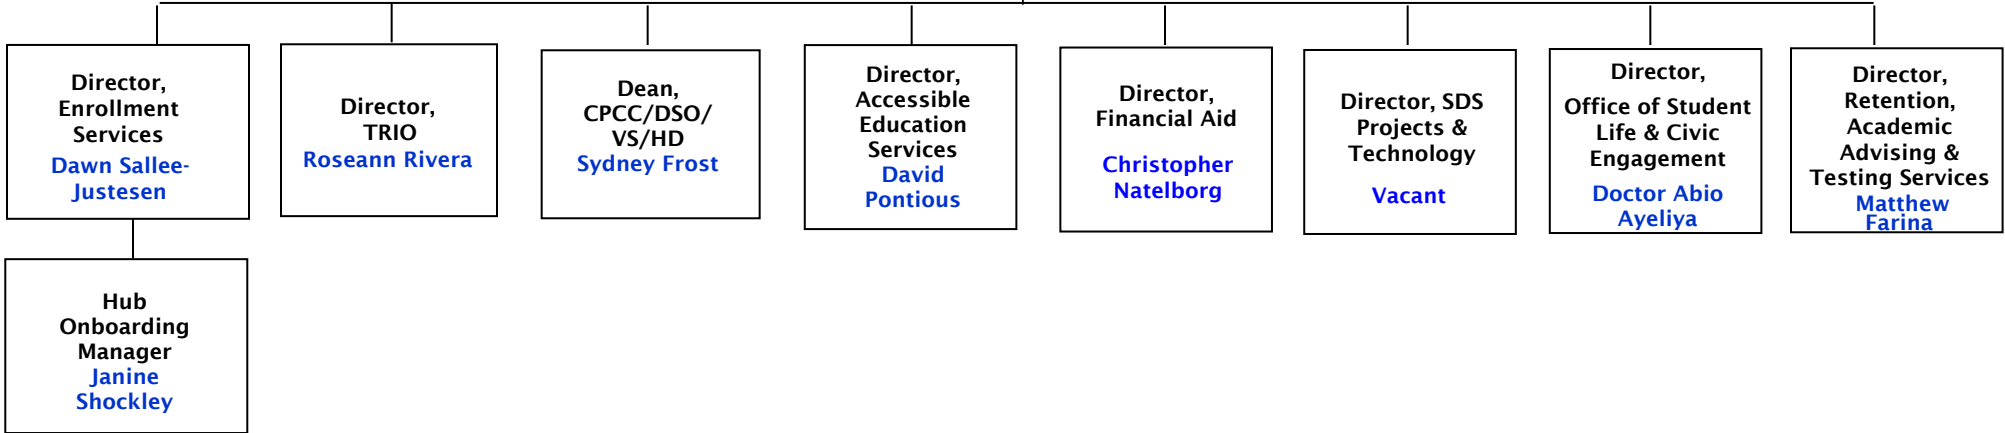 Director,
Enrollment
Services
Dawn Sallee-
Justesen
Director,
TRIO
Roseann Rivera
Dean,
CPCC/DSO/
VS/HD
Sydney Frost
Director,
Accessible
Education
Services
David
Pontious
Director,
Financial Aid
Christopher
Natelborg
Director, SDS
Projects &
Technology
Vacant
Director,
Office of Student
Life & Civic
Engagement
Doctor Abio
Ayeliya
Director,
Retention,
Academic
Advising &
Testing Services
Matthew
Farina
Hub
Onboarding
Manager
Janine
Shockley